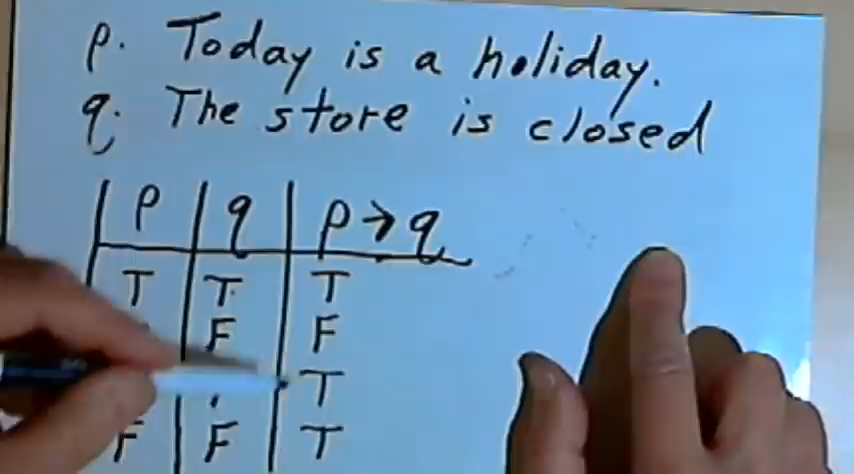 p. Today is a holiday.
q. The store is closed
p q p→q
T T T
F F
T
F F T